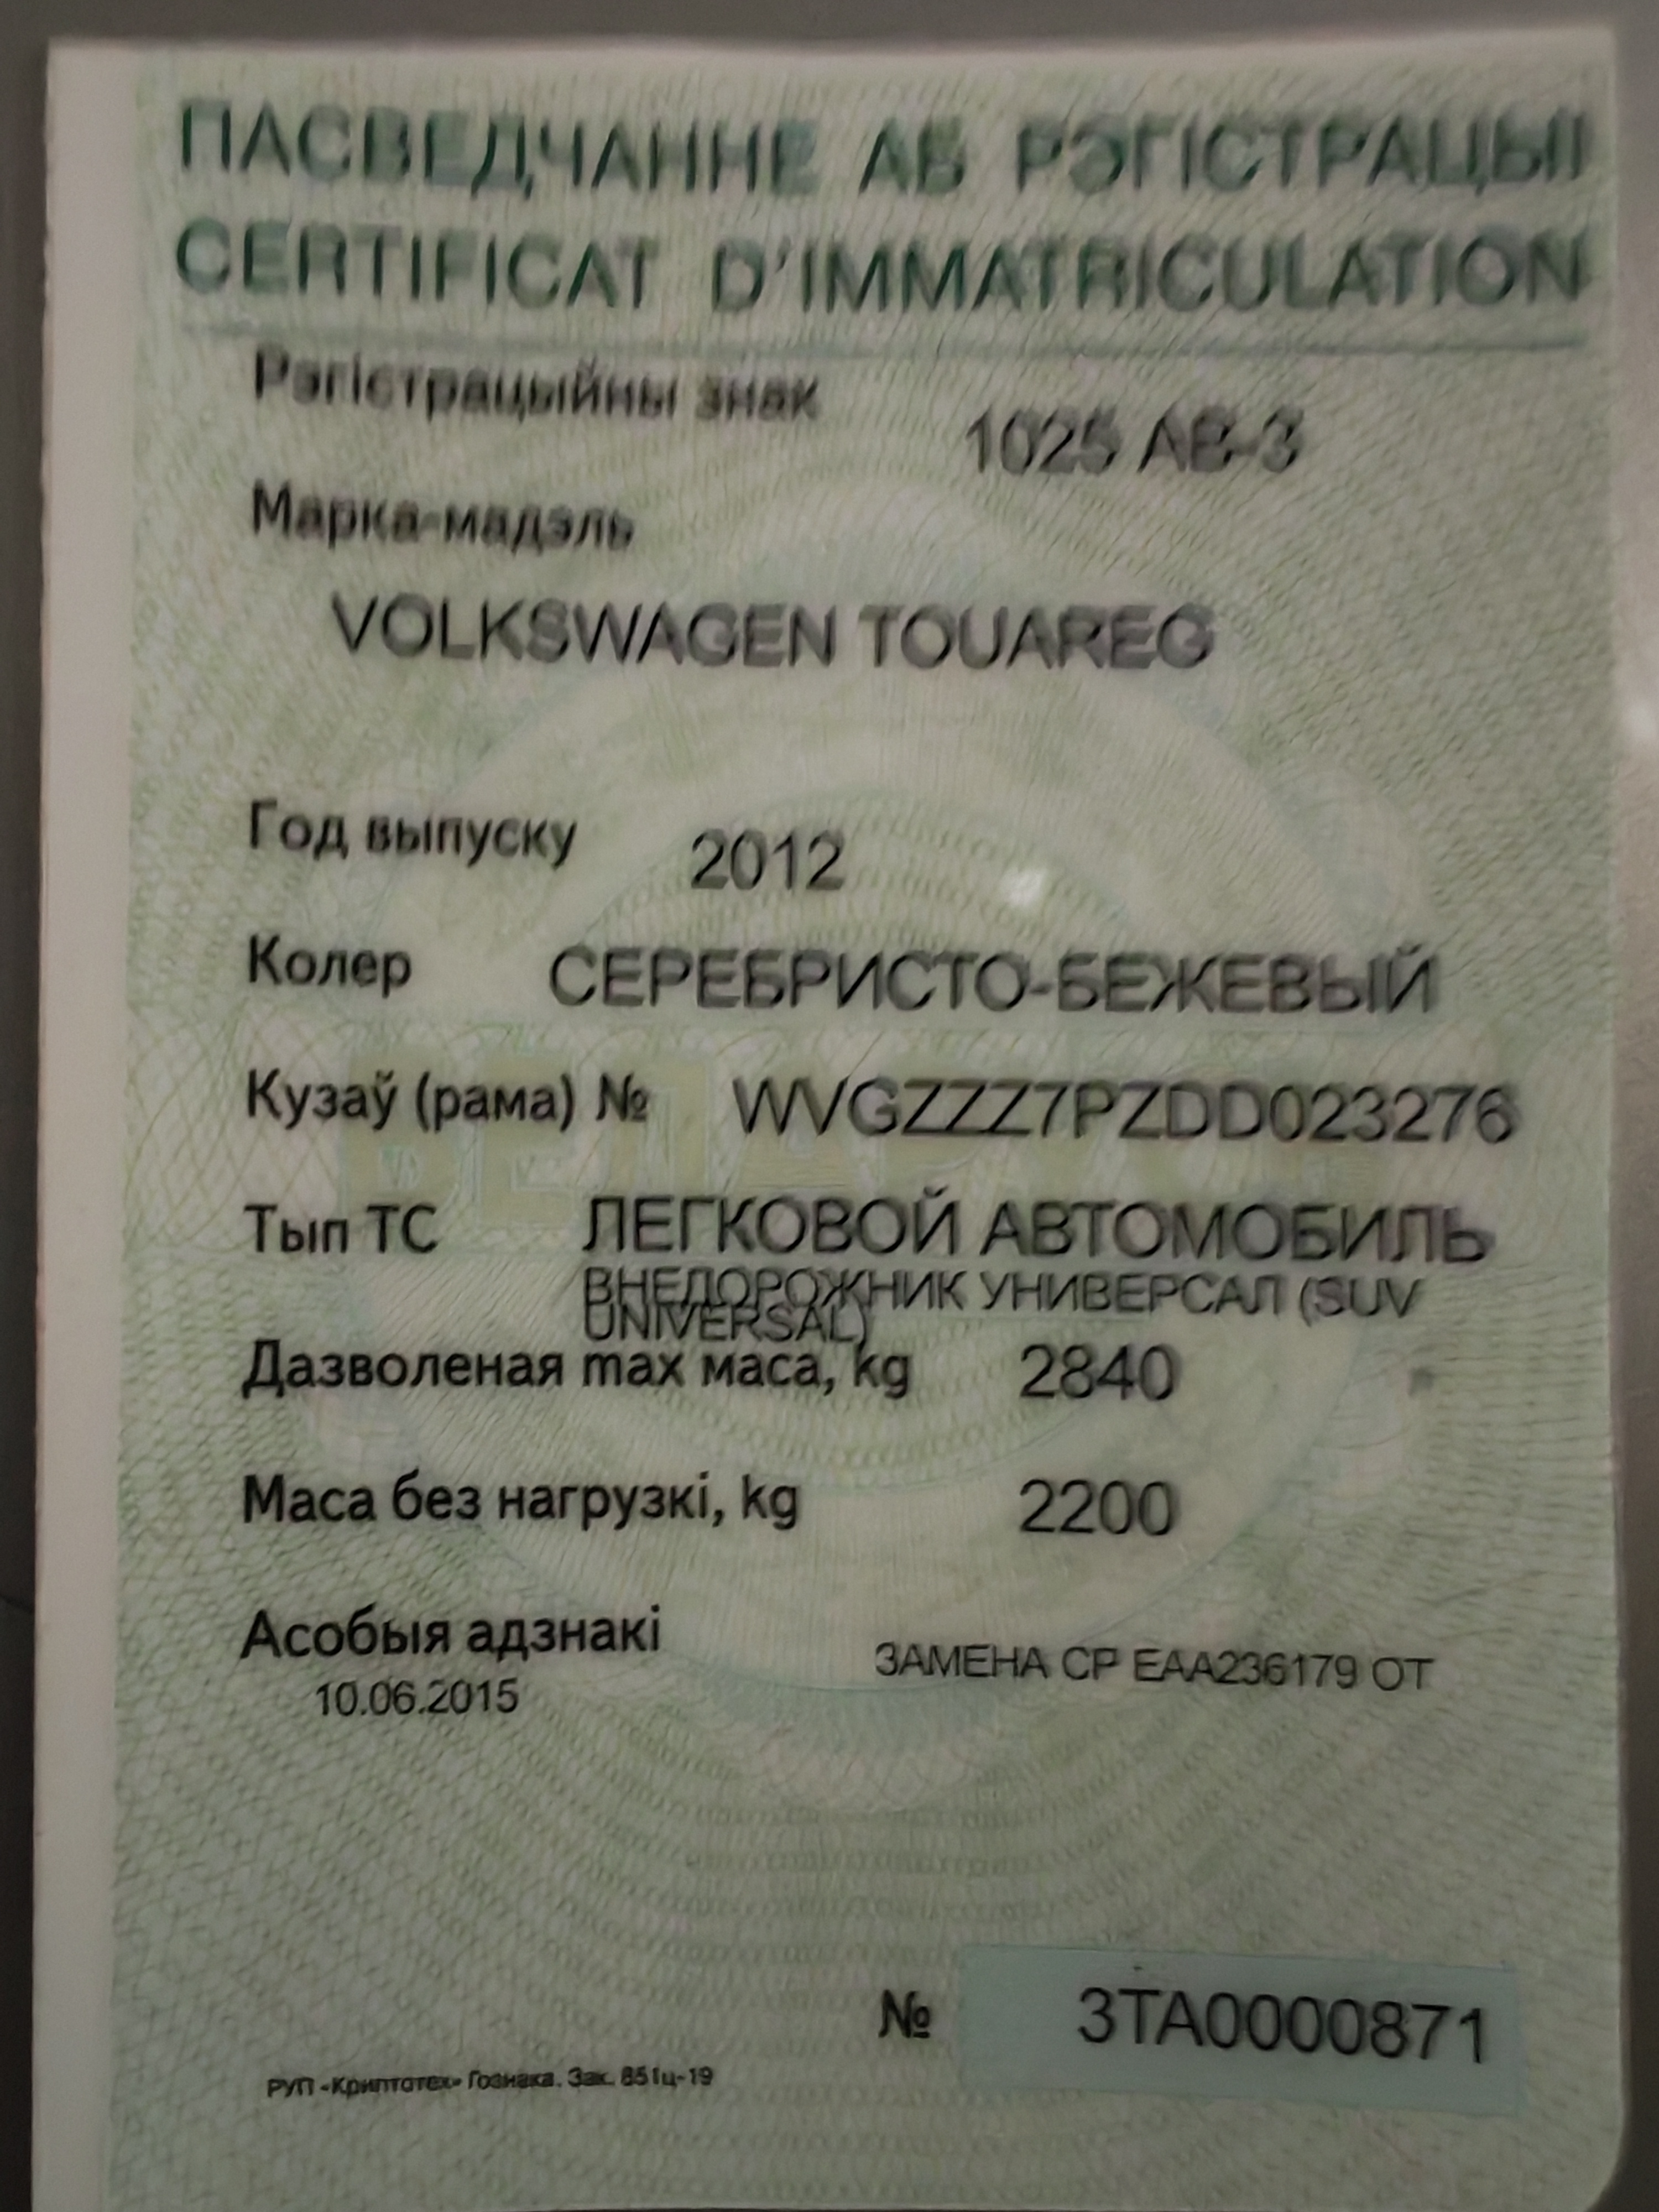 ПАСВЕДЧАННЕ АБ РЭГІСТРАЦЫІ
CERTIFICAT D'IMMATRICULATION
Рэгістрацыйны знак 1025 AB-3
Марка-мадэль
VOLKSWAGEN TOUAREG
Год выпуску 2012
Колер СЕРЕБРИСТО-БЕЖЕВЫЙ
Кузаў (рама) № WVGZZZ7PZDD023276
Тып ТС ЛЕГКОВОЙ АВТОМОБИЛЬ
ВНЕДОРОЖНИК УНИВЕРСАЛ (SUV
UNIVERSAL)
Дазволеная max маса, kg 2840
Маса без нагрузкі, kg 2200
Асобыя адзнакі ЗАМЕНА СР ЕАА236179 ОТ
10.06.2015
№ 3ТА0000871
РУП «Криптотех» Гознака. Зак. 851ц-19